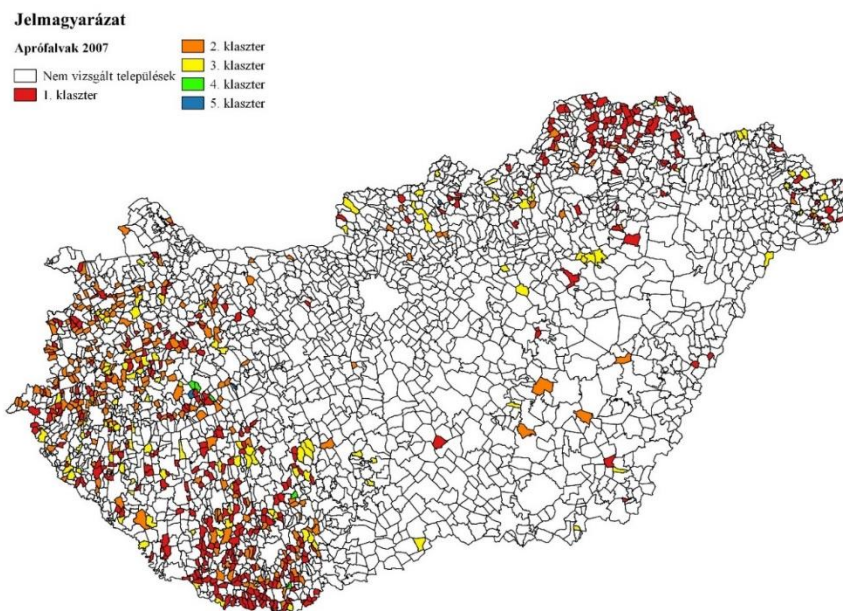 Jelmagyarázat
Aprófalvak 2007
Nem vizsgált települések
1. klaszter
2. klaszter
3. klaszter
4. klaszter
5. klaszter